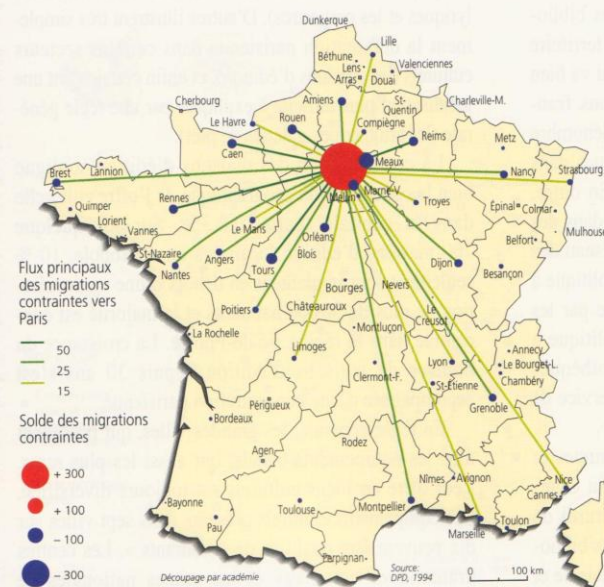 Dunkerque
Lille
Béthune
Lens
Valenciennes
Arras
Douai
Cherbourg
Amiens
St-
Quentin
Charleville-M.
Le Havre
Rouen
Compiègne
Reims
Metz
Caen
Meaux
Nancy
Strasbourg
Brest
Lannion
Rennes
Melun
Marne-V.
Troyes
Épinal
Colmar
Quimper
Lorient
Vannes
Le Mans
Orléans
Mulhouse
St-Nazaire
Angers
Blois
Belfort
Nantes
Tours
Dijon
Besançon
Bourges
Nevers
Poitiers
Châteauroux
Le
Creusot
La Rochelle
Montluçon
Limoges
Lyon
Annecy
Le Bourget-L.
Chambéry
Clermont-F.
St-Étienne
Périgueux
Grenoble
Bordeaux
Agen
Rodez
Nîmes
Avignon
Nice
Cannes
Bayonne
Toulouse
Montpellier
Toulon
Pau
Marseille
Perpignan
Flux principaux
des migrations
contraintes vers
Paris
50
25
15
Solde des migrations
contraintes
+ 300
+ 100
– 100
– 300
Découpage par académie
Source:
DPD, 1994
0 100 km